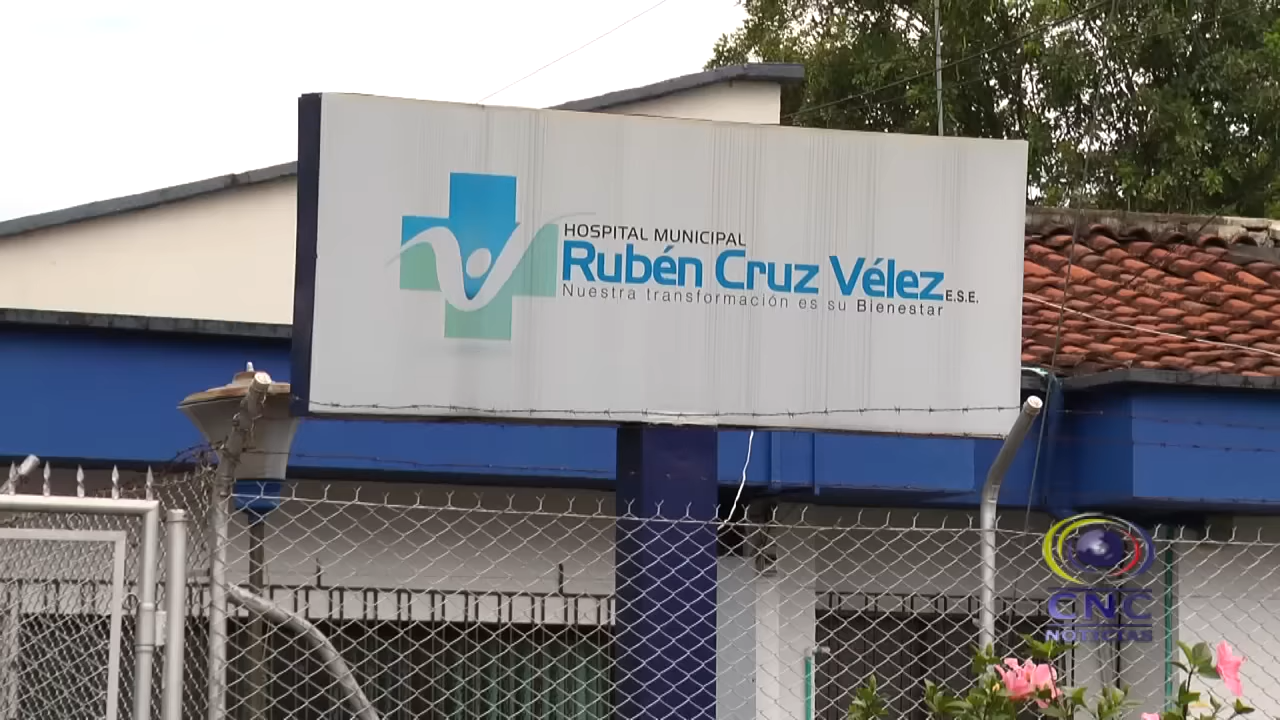 HOSPITAL MUNICIPAL
Rubén Cruz Vélez E.S.E.
Nuestra transformación es su Bienestar
CNC
NOTICIAS